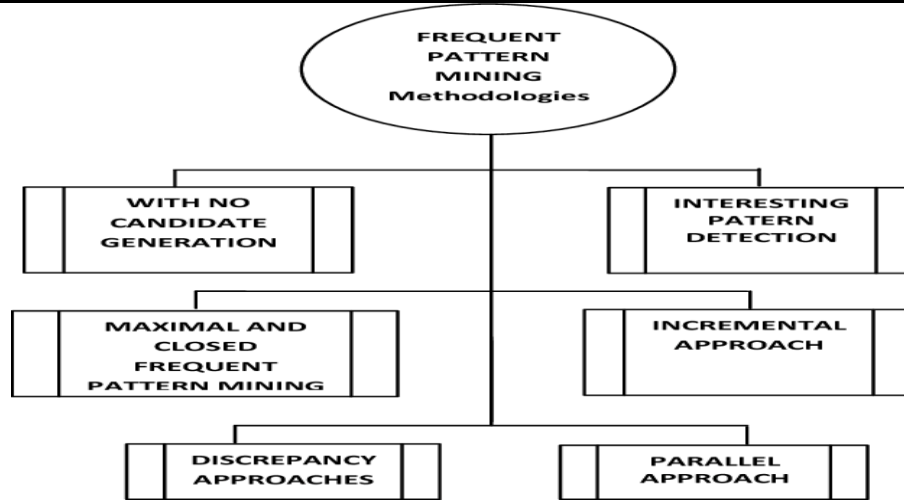 FREQUENT
PATTERN
MINING
Methodologies
WITH NO
CANDIDATE
GENERATION
INTERESTING
PATERN
DETECTION
MAXIMAL AND
CLOSED
FREQUENT
PATTERN MINING
INCREMENTAL
APPROACH
DISCREPANCY
APPROACHES
PARALLEL
APPROACH